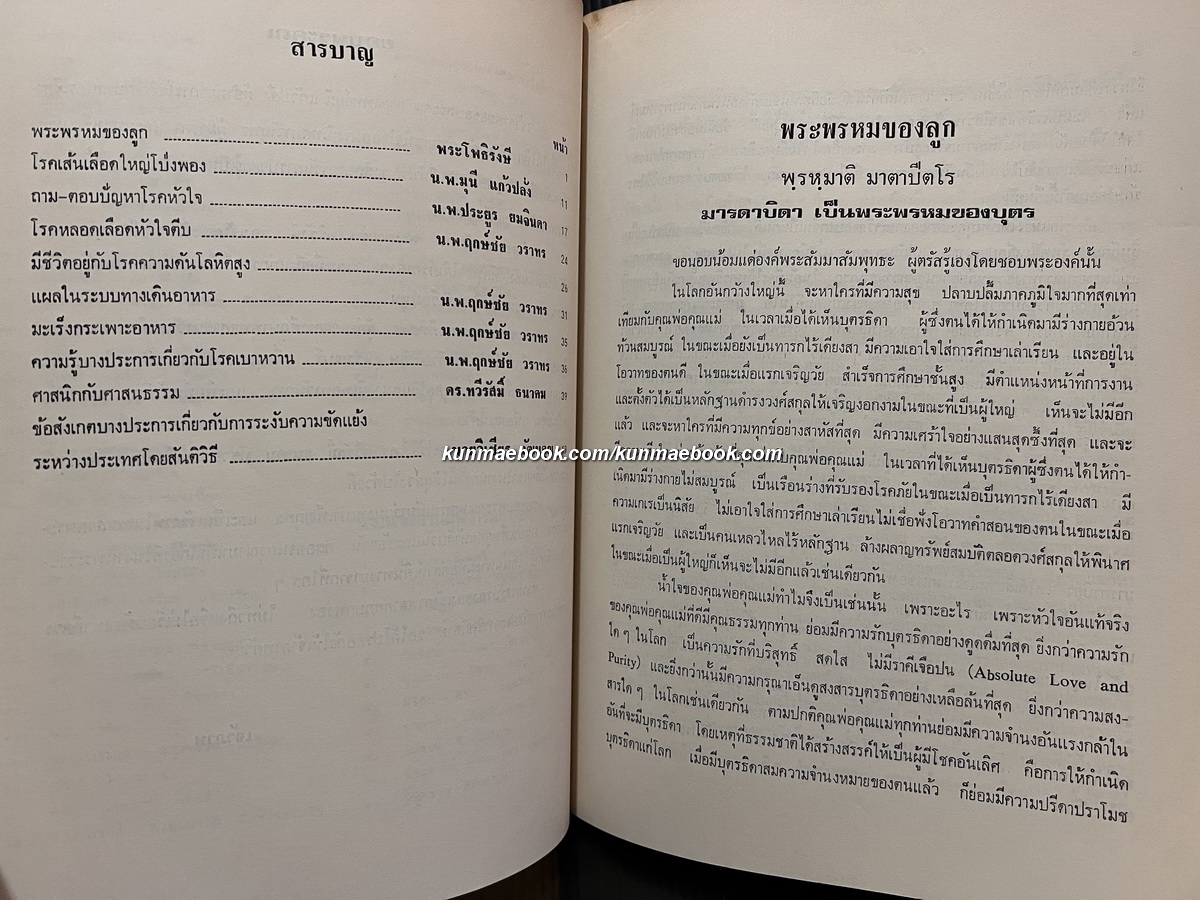 สารบาญ
หน้า
พระพรหมของลูก พระโพธิรังษี 1
โรคเส้นเลือดใหญ่โป่งพอง น.พ.มุนี แก้วปลั่ง 11
ถาม-ตอบปัญหาโรคหัวใจ น.พ.ประยูร ยมจินดา 17
โรคหลอดเลือดหัวใจตีบ น.พ.ฤกษ์ชัย วราทร 24
มีชีวิตอยู่กับโรคความดันโลหิตสูง 26
แผลในระบบทางเดินอาหาร น.พ.ฤกษ์ชัย วราทร 31
มะเร็งกระเพาะอาหาร น.พ.ฤกษ์ชัย วราทร 35
ความรู้บางประการเกี่ยวกับโรคเบาหวาน น.พ.ฤกษ์ชัย วราทร 36
ศาสนิกกับศาสนธรรม ดร.ทวีรัสมิ์ ธนาคม 39
ข้อสังเกตบางประการเกี่ยวกับการระงับความขัดแย้ง
ระหว่างประเทศโดยสันติวิธี
พระพรหมของลูก
พฺรหฺมาติ มาตาปีตโร
มารดาบิดา เป็นพระพรหมของบุตร
ขอนอบน้อมแด่องค์พระสัมมาสัมพุทธะ ผู้ตรัสรู้เองโดยชอบพระองค์นั้น
ในโลกอันกว้างใหญ่นี้ จะหาใครที่มีความสุข ปลาบปลื้มภาคภูมิใจมากที่สุดเท่า
เทียมกับคุณพ่อคุณแม่ ในเวลาเมื่อได้เห็นบุตรธิดา ผู้ซึ่งตนได้ให้กำเนิดมามีร่างกายอ้วน
ท้วนสมบูรณ์ ในขณะเมื่อยังเป็นทารกไร้เดียงสา มีความเอาใจใส่การศึกษาเล่าเรียน และอยู่ใน
โอวาทของตนดี ในขณะเมื่อแรกเจริญวัย สำเร็จการศึกษาชั้นสูง มีตำแหน่งหน้าที่การงาน
และตั้งตัวได้เป็นหลักฐานดำรงวงศ์สกุลให้เจริญงอกงามในขณะที่เป็นผู้ใหญ่ เห็นจะไม่มีอีก
แล้ว และจะหาใครที่มีความทุกข์อย่างสาหัสที่สุด มีความเศร้าใจอย่างแสนสุดซึ้งที่สุด และจะ
kunmaebook.com/kunmaebook.com
คุณพ่อคุณแม่ ในเวลาที่ได้เห็นบุตรธิดาผู้ซึ่งตนได้ให้กำ-
เนิดมามีร่างกายไม่สมบูรณ์ เป็นเรือนร่างที่รับรองโรคภัยในขณะเมื่อเป็นทารกไร้เดียงสา มี
ความเกเรเป็นนิสัย ไม่เอาใจใส่การศึกษาเล่าเรียนไม่เชื่อฟังโอวาทคำสอนของตนในขณะเมื่อ
แรกเจริญวัย และเป็นคนเหลวไหลไร้หลักฐาน ล้างผลาญทรัพย์สมบัติตลอดวงศ์สกุลให้พินาศ
ในขณะเมื่อเป็นผู้ใหญ่ก็เห็นจะไม่มีอีกแล้วเช่นเดียวกัน
น้ำใจของคุณพ่อคุณแม่ทำไมจึงเป็นเช่นนั้น เพราะอะไร เพราะหัวใจอันแท้จริง
ของคุณพ่อคุณแม่ที่ดีมีคุณธรรมทุกท่าน ย่อมมีความรักบุตรธิดาอย่างดูดดื่มที่สุด ยิ่งกว่าความรัก
ใด ๆ ในโลก เป็นความรักที่บริสุทธิ์ สดใส ไม่มีราคีเจือปน (Absolute Love and
Purity) และยิ่งกว่านั้นมีความกรุณาเอ็นดูสงสารบุตรธิดาอย่างเหลือล้นที่สุด ยิ่งกว่าความสง-
สารใด ๆ ในโลกเช่นเดียวกัน ตามปกติคุณพ่อคุณแม่ทุกท่านย่อมมีความจำนงอันแรงกล้าใน
อันที่จะมีบุตรธิดา โดยเหตุที่ธรรมชาติได้สร้างสรรค์ให้เป็นผู้มีโชคอันเลิศ คือการให้กำเนิด
บุตรธิดาแก่โลก เมื่อมีบุตรธิดาสมความจำนงหมายของตนแล้ว ก็ย่อมมีความปรีดาปราโมช